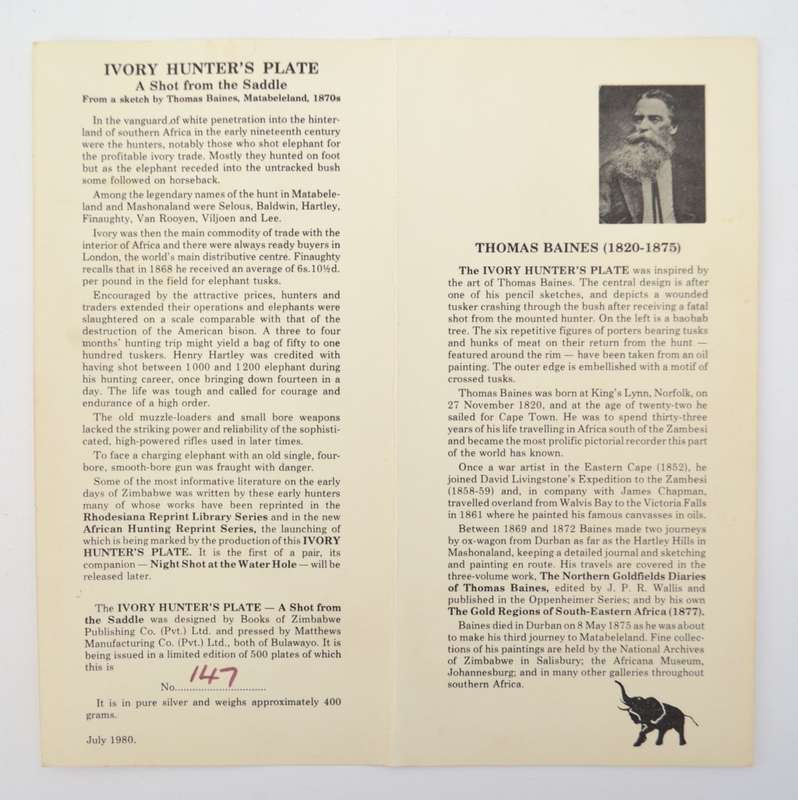 IVORY HUNTER'S PLATE
A Shot from the Saddle
From a sketch by Thomas Baines, Matabeleland, 1870s
In the vanguard of white penetration into the hinter-
land of southern Africa in the early nineteenth century
were the hunters, notably those who shot elephant for
the profitable ivory trade. Mostly they hunted on foot
but as the elephant receded into the untracked bush
some followed on horseback.
Among the legendary names of the hunt in Matabele-
land and Mashonaland were Selous, Baldwin, Hartley,
Finaughty, Van Rooyen, Viljoen and Lee.
Ivory was then the main commodity of trade with the
interior of Africa and there were always ready buyers in
London, the world's main distributive centre. Finaughty
recalls that in 1868 he received an average of 6s.10½d.
per pound in the field for elephant tusks.
Encouraged by the attractive prices, hunters and
traders extended their operations and elephants were
slaughtered on a scale comparable with that of the
destruction of the American bison. A three to four
months' hunting trip might yield a bag of fifty to one
hundred tuskers. Henry Hartley was credited with
having shot between 1 000 and 1 200 elephant during
his hunting career, once bringing down fourteen in a
day. The life was tough and called for courage and
endurance of a high order.
The old muzzle-loaders and small bore weapons
lacked the striking power and reliability of the sophisti-
cated, high-powered rifles used in later times.
To face a charging elephant with an old single, four-
bore, smooth-bore gun was fraught with danger.
Some of the most informative literature on the early
days of Zimbabwe was written by these early hunters
many of whose works have been reprinted in the
Rhodesiana Reprint Library Series and in the new
African Hunting Reprint Series, the launching of
which is being marked by the production of this IVORY
HUNTER'S PLATE. It is the first of a pair, its
companion — Night Shot at the Water Hole — will be
released later.
The IVORY HUNTER'S PLATE — A Shot from
the Saddle was designed by Books of Zimbabwe
Publishing Co. (Pvt.) Ltd. and pressed by Matthews
Manufacturing Co. (Pvt.) Ltd., both of Bulawayo. It is
being issued in a limited edition of 500 plates of which
this is
No. 147
It is in pure silver and weighs approximately 400
grams.
July 1980.
THOMAS BAINES (1820-1875)
The IVORY HUNTER'S PLATE was inspired by
the art of Thomas Baines. The central design is after
one of his pencil sketches, and depicts a wounded
tusker crashing through the bush after receiving a fatal
shot from the mounted hunter. On the left is a baobab
tree. The six repetitive figures of porters bearing tusks
and hunks of meat on their return from the hunt —
featured around the rim — have been taken from an oil
painting. The outer edge is embellished with a motif of
crossed tusks.
Thomas Baines was born at King's Lynn, Norfolk, on
27 November 1820, and at the age of twenty-two he
sailed for Cape Town. He was to spend thirty-three
years of his life travelling in Africa south of the Zambesi
and became the most prolific pictorial recorder this part
of the world has known.
Once a war artist in the Eastern Cape (1852), he
joined David Livingstone's Expedition to the Zambesi
(1858-59) and, in company with James Chapman,
travelled overland from Walvis Bay to the Victoria Falls
in 1861 where he painted his famous canvasses in oils.
Between 1869 and 1872 Baines made two journeys
by ox-wagon from Durban as far as the Hartley Hills in
Mashonaland, keeping a detailed journal and sketching
and painting en route. His travels are covered in the
three-volume work, The Northern Goldfields Diaries
of Thomas Baines, edited by J. P. R. Wallis and
published in the Oppenheimer Series; and by his own
The Gold Regions of South-Eastern Africa (1877).
Baines died in Durban on 8 May 1875 as he was about
to make his third journey to Matabeleland. Fine collec-
tions of his paintings are held by the National Archives
of Zimbabwe in Salisbury; the Africana Museum,
Johannesburg; and in many other galleries throughout
southern Africa.